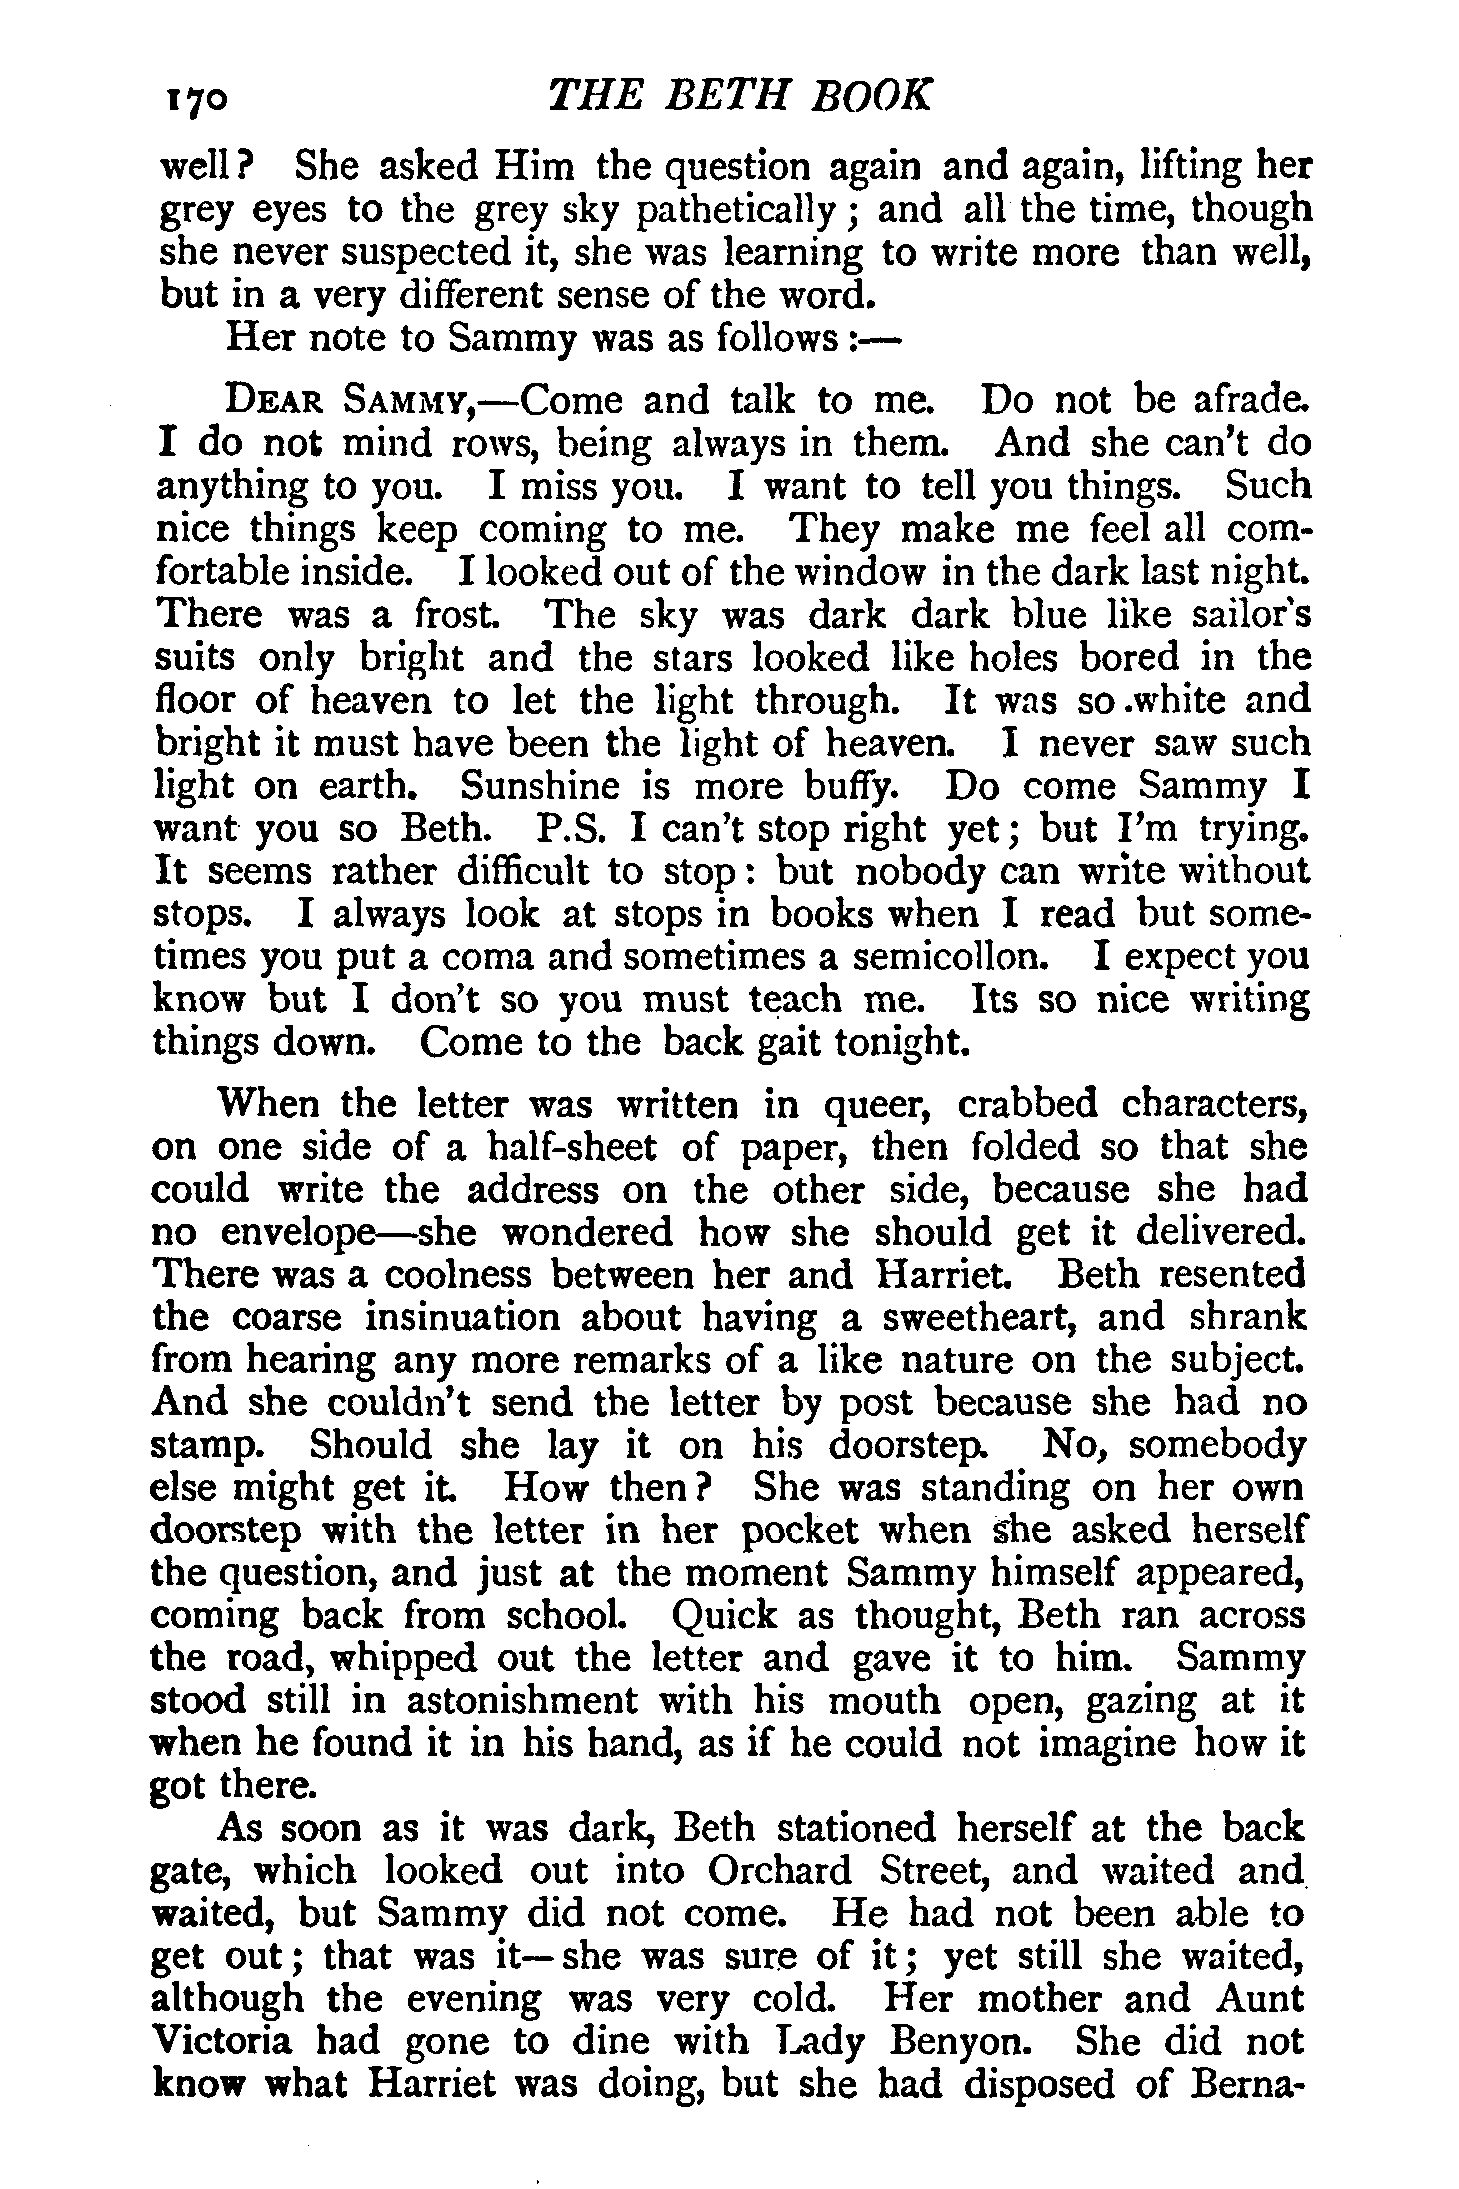 170 THE BETH BOOK
well? She asked Him the question again and again, lifting her
grey eyes to the grey sky pathetically; and all the time, though
she never suspected it, she was learning to write more than well,
but in a very different sense of the word.
Her note to Sammy was as follows:—
DEAR SAMMY,—Come and talk to me. Do not be afrade.
I do not mind rows, being always in them. And she can't do
anything to you. I miss you. I want to tell you things. Such
nice things keep coming to me. They make me feel all com-
fortable inside. I looked out of the window in the dark last night.
There was a frost. The sky was dark dark blue like sailor's
suits only bright and the stars looked like holes bored in the
floor of heaven to let the light through. It was so white and
bright it must have been the light of heaven. I never saw such
light on earth. Sunshine is more buffy. Do come Sammy I
want you so Beth. P.S. I can't stop right yet; but I'm trying.
It seems rather difficult to stop: but nobody can write without
stops. I always look at stops in books when I read but some-
times you put a coma and sometimes a semicollon. I expect you
know but I don't so you must teach me. Its so nice writing
things down. Come to the back gait tonight.
When the letter was written in queer, crabbed characters,
on one side of a half-sheet of paper, then folded so that she
could write the address on the other side, because she had
no envelope—she wondered how she should get it delivered.
There was a coolness between her and Harriet. Beth resented
the coarse insinuation about having a sweetheart, and shrank
from hearing any more remarks of a like nature on the subject.
And she couldn't send the letter by post because she had no
stamp. Should she lay it on his doorstep. No, somebody
else might get it. How then? She was standing on her own
doorstep with the letter in her pocket when she asked herself
the question, and just at the moment Sammy himself appeared,
coming back from school. Quick as thought, Beth ran across
the road, whipped out the letter and gave it to him. Sammy
stood still in astonishment with his mouth open, gazing at it
when he found it in his hand, as if he could not imagine how it
got there.
As soon as it was dark, Beth stationed herself at the back
gate, which looked out into Orchard Street, and waited and
waited, but Sammy did not come. He had not been able to
get out; that was it—she was sure of it; yet still she waited,
although the evening was very cold. Her mother and Aunt
Victoria had gone to dine with Lady Benyon. She did not
know what Harriet was doing, but she had disposed of Berna-